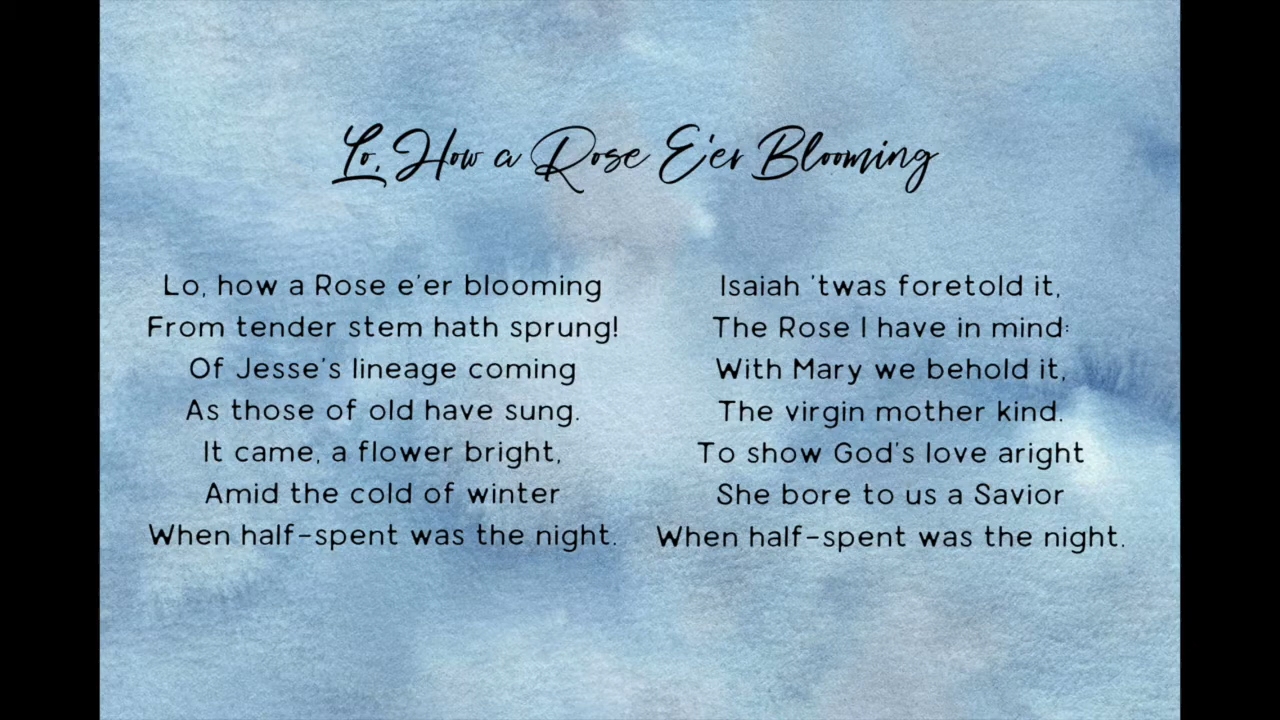 Lo, How a Rose E'er Blooming
Lo, how a Rose e'er blooming
From tender stem hath sprung!
Of Jesse's lineage coming
As those of old have sung.
It came, a flower bright,
Amid the cold of winter
When half-spent was the night.
Isaiah 'twas foretold it,
The Rose I have in mind:
With Mary we behold it,
The virgin mother kind.
To show God's love aright
She bore to us a Savior
When half-spent was the night.